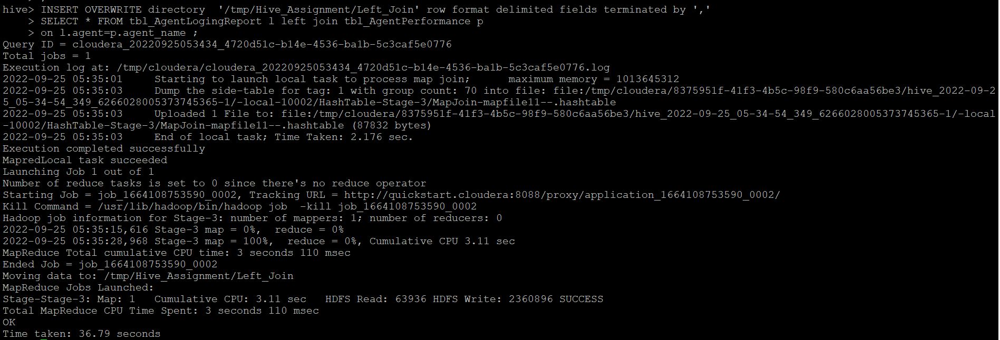 hive> INSERT OVERWRITE directory  '/tmp/Hive_Assignment/Left_Join' row format delimited fields terminated by ','
    > SELECT * FROM tbl_AgentLogingReport l left join tbl_AgentPerformance p
    > on l.agent=p.agent_name ;
Query ID = cloudera_20220925053434_4720d51c-b14e-4536-ba1b-5c3caf5e0776
Total jobs = 1
Execution log at: /tmp/cloudera/cloudera_20220925053434_4720d51c-b14e-4536-ba1b-5c3caf5e0776.log
2022-09-25 05:35:01     Starting to launch local task to process map join;      maximum memory = 1013645312
2022-09-25 05:35:03     Dump the side-table for tag: 1 with group count: 70 into file: file:/tmp/cloudera/8375951f-41f3-4b5c-98f9-580c6aa56be3/hive_2022-09-2
5_05-34-54_349_6266028005373745365-1/-local-10002/HashTable-Stage-3/MapJoin-mapfile11--.hashtable
2022-09-25 05:35:03     Uploaded 1 File to: file:/tmp/cloudera/8375951f-41f3-4b5c-98f9-580c6aa56be3/hive_2022-09-25_05-34-54_349_6266028005373745365-1/-local
-10002/HashTable-Stage-3/MapJoin-mapfile11--.hashtable (87832 bytes)
2022-09-25 05:35:03     End of local task; Time Taken: 2.176 sec.
Execution completed successfully
MapredLocal task succeeded
Launching Job 1 out of 1
Number of reduce tasks is set to 0 since there's no reduce operator
Starting Job = job_1664108753590_0002, Tracking URL = http://quickstart.cloudera:8088/proxy/application_1664108753590_0002/
Kill Command = /usr/lib/hadoop/bin/hadoop job  -kill job_1664108753590_0002
Hadoop job information for Stage-3: number of mappers: 1; number of reducers: 0
2022-09-25 05:35:15,616 Stage-3 map = 0%,  reduce = 0%
2022-09-25 05:35:28,968 Stage-3 map = 100%,  reduce = 0%, Cumulative CPU 3.11 sec
MapReduce Total cumulative CPU time: 3 seconds 110 msec
Ended Job = job_1664108753590_0002
Moving data to: /tmp/Hive_Assignment/Left_Join
MapReduce Jobs Launched:
Stage-Stage-3: Map: 1   Cumulative CPU: 3.11 sec   HDFS Read: 63936 HDFS Write: 2360896 SUCCESS
Total MapReduce CPU Time Spent: 3 seconds 110 msec
OK
Time taken: 36.79 seconds